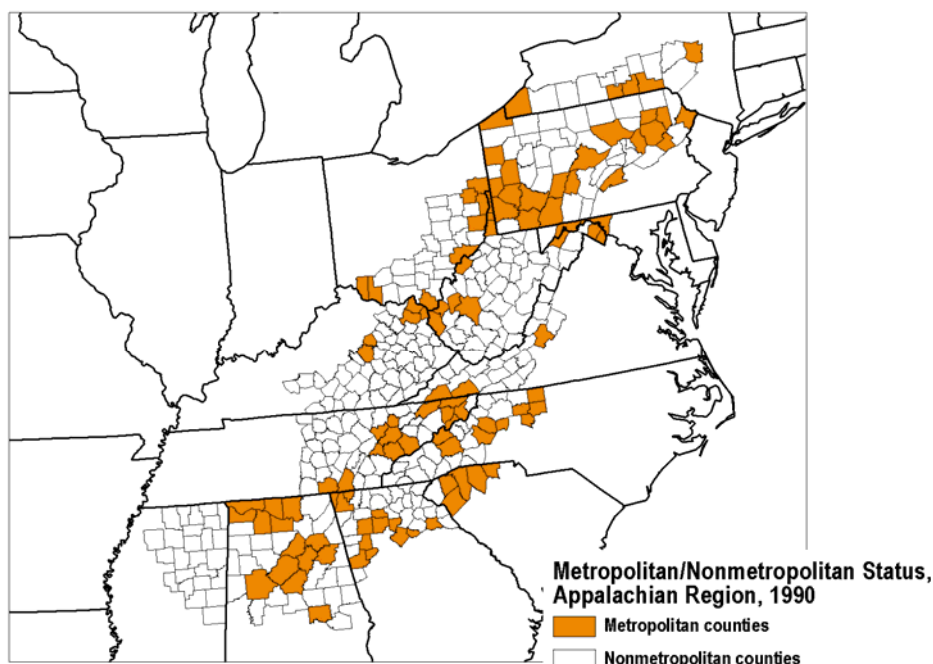 Metropolitan/Nonmetropolitan Status,
Appalachian Region, 1990
Metropolitan counties
Nonmetropolitan counties